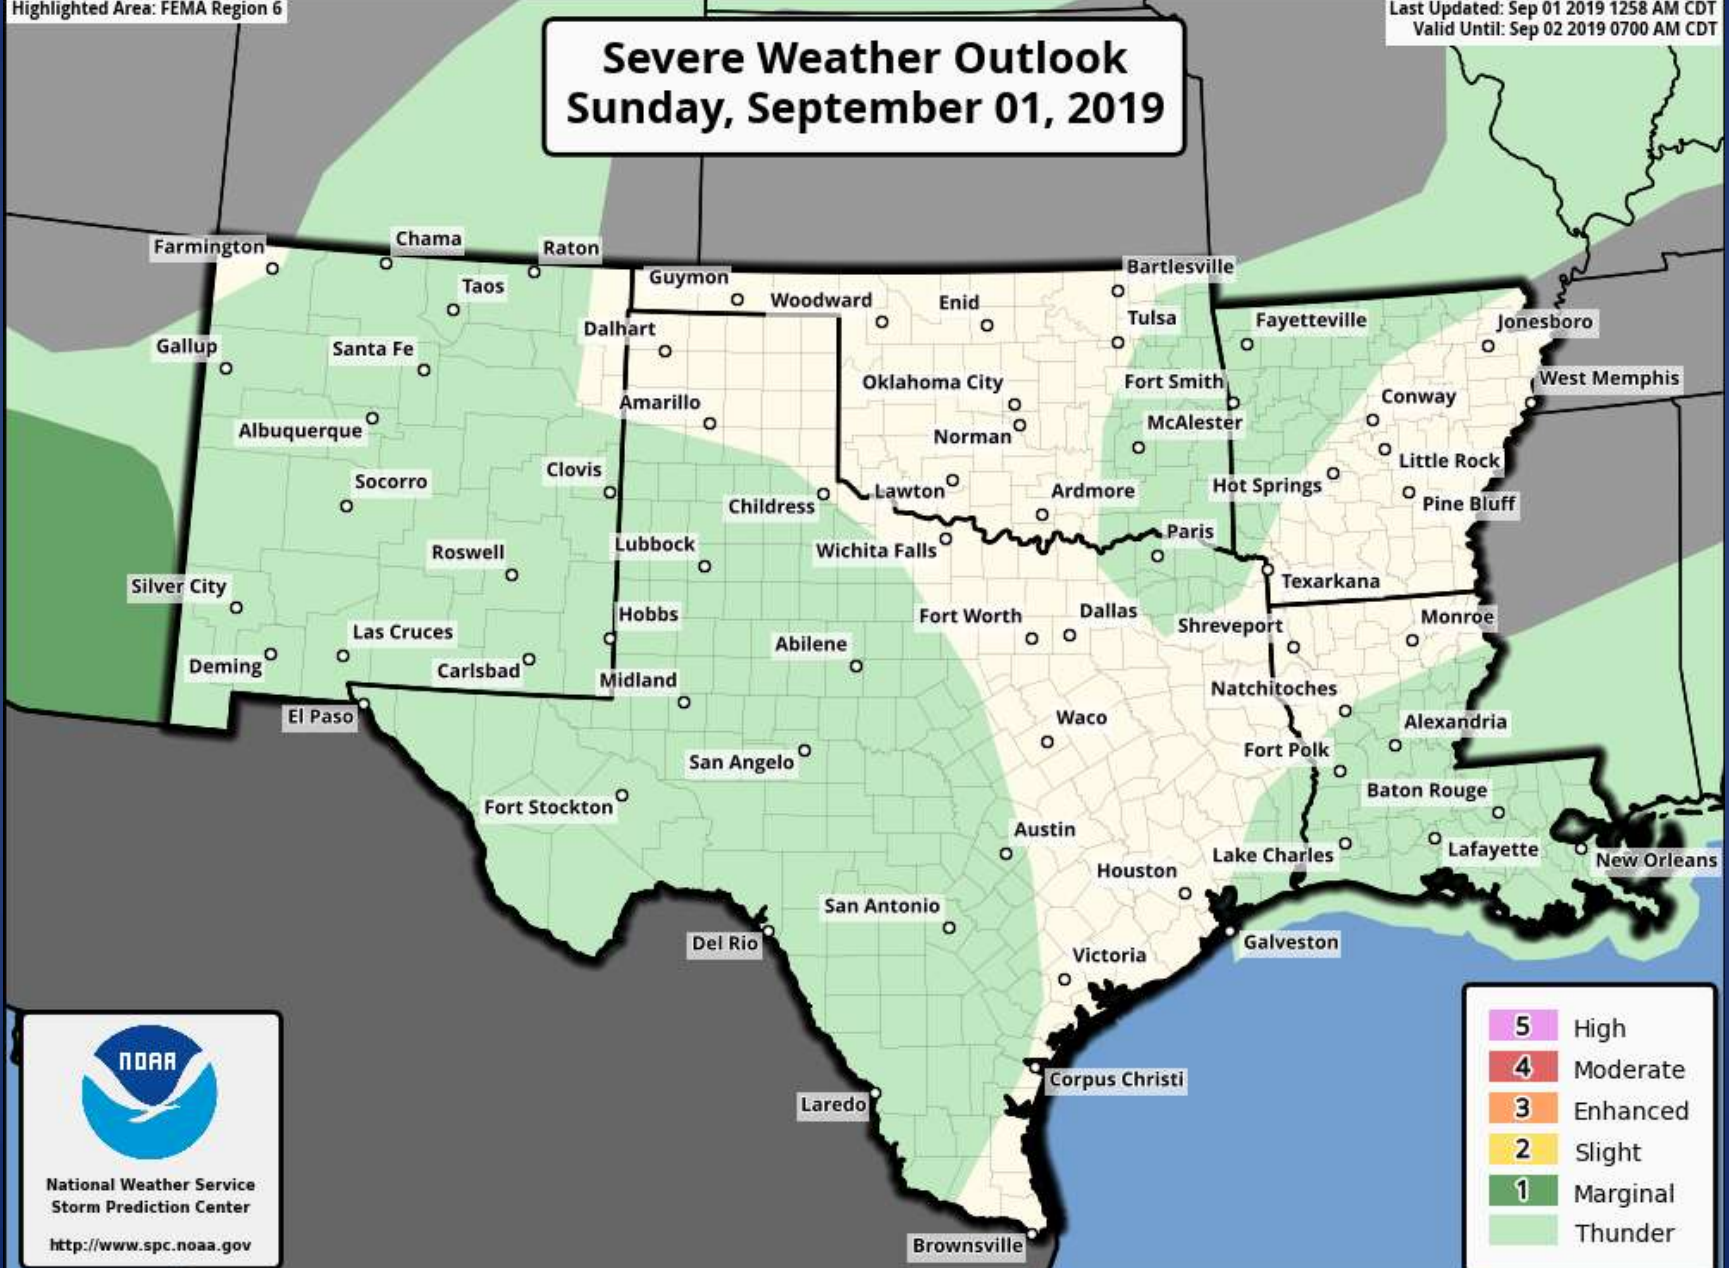 Highlighted Area: FEMA Region 6
Last Updated: Sep 01 2019 1258 AM CDT
Valid Until: Sep 02 2019 0700 AM CDT
Severe Weather Outlook
Sunday, September 01, 2019
Farmington
Chama
Raton
Guymon
Bartlesville
Taos
Woodward
Enid
Tulsa
Fayetteville
Jonesboro
Dalhart
Gallup
Santa Fe
Oklahoma City
Fort Smith
West Memphis
Amarillo
Conway
Albuquerque
Norman
McAlester
Little Rock
Clovis
Socorro
Childress
Lawton
Ardmore
Hot Springs
Pine Bluff
Lubbock
Roswell
Wichita Falls
Paris
Silver City
Texarkana
Hobbs
Fort Worth
Dallas
Shreveport
Monroe
Las Cruces
Abilene
Deming
Carlsbad
Midland
Natchitoches
El Paso
Waco
Alexandria
San Angelo
Fort Polk
Fort Stockton
Baton Rouge
Austin
Lake Charles
Lafayette
New Orleans
Houston
San Antonio
Del Rio
Galveston
Victoria
Corpus Christi
Laredo
Brownsville
NOAA
National Weather Service
Storm Prediction Center
http://www.spc.noaa.gov
5 High
4 Moderate
3 Enhanced
2 Slight
1 Marginal
Thunder